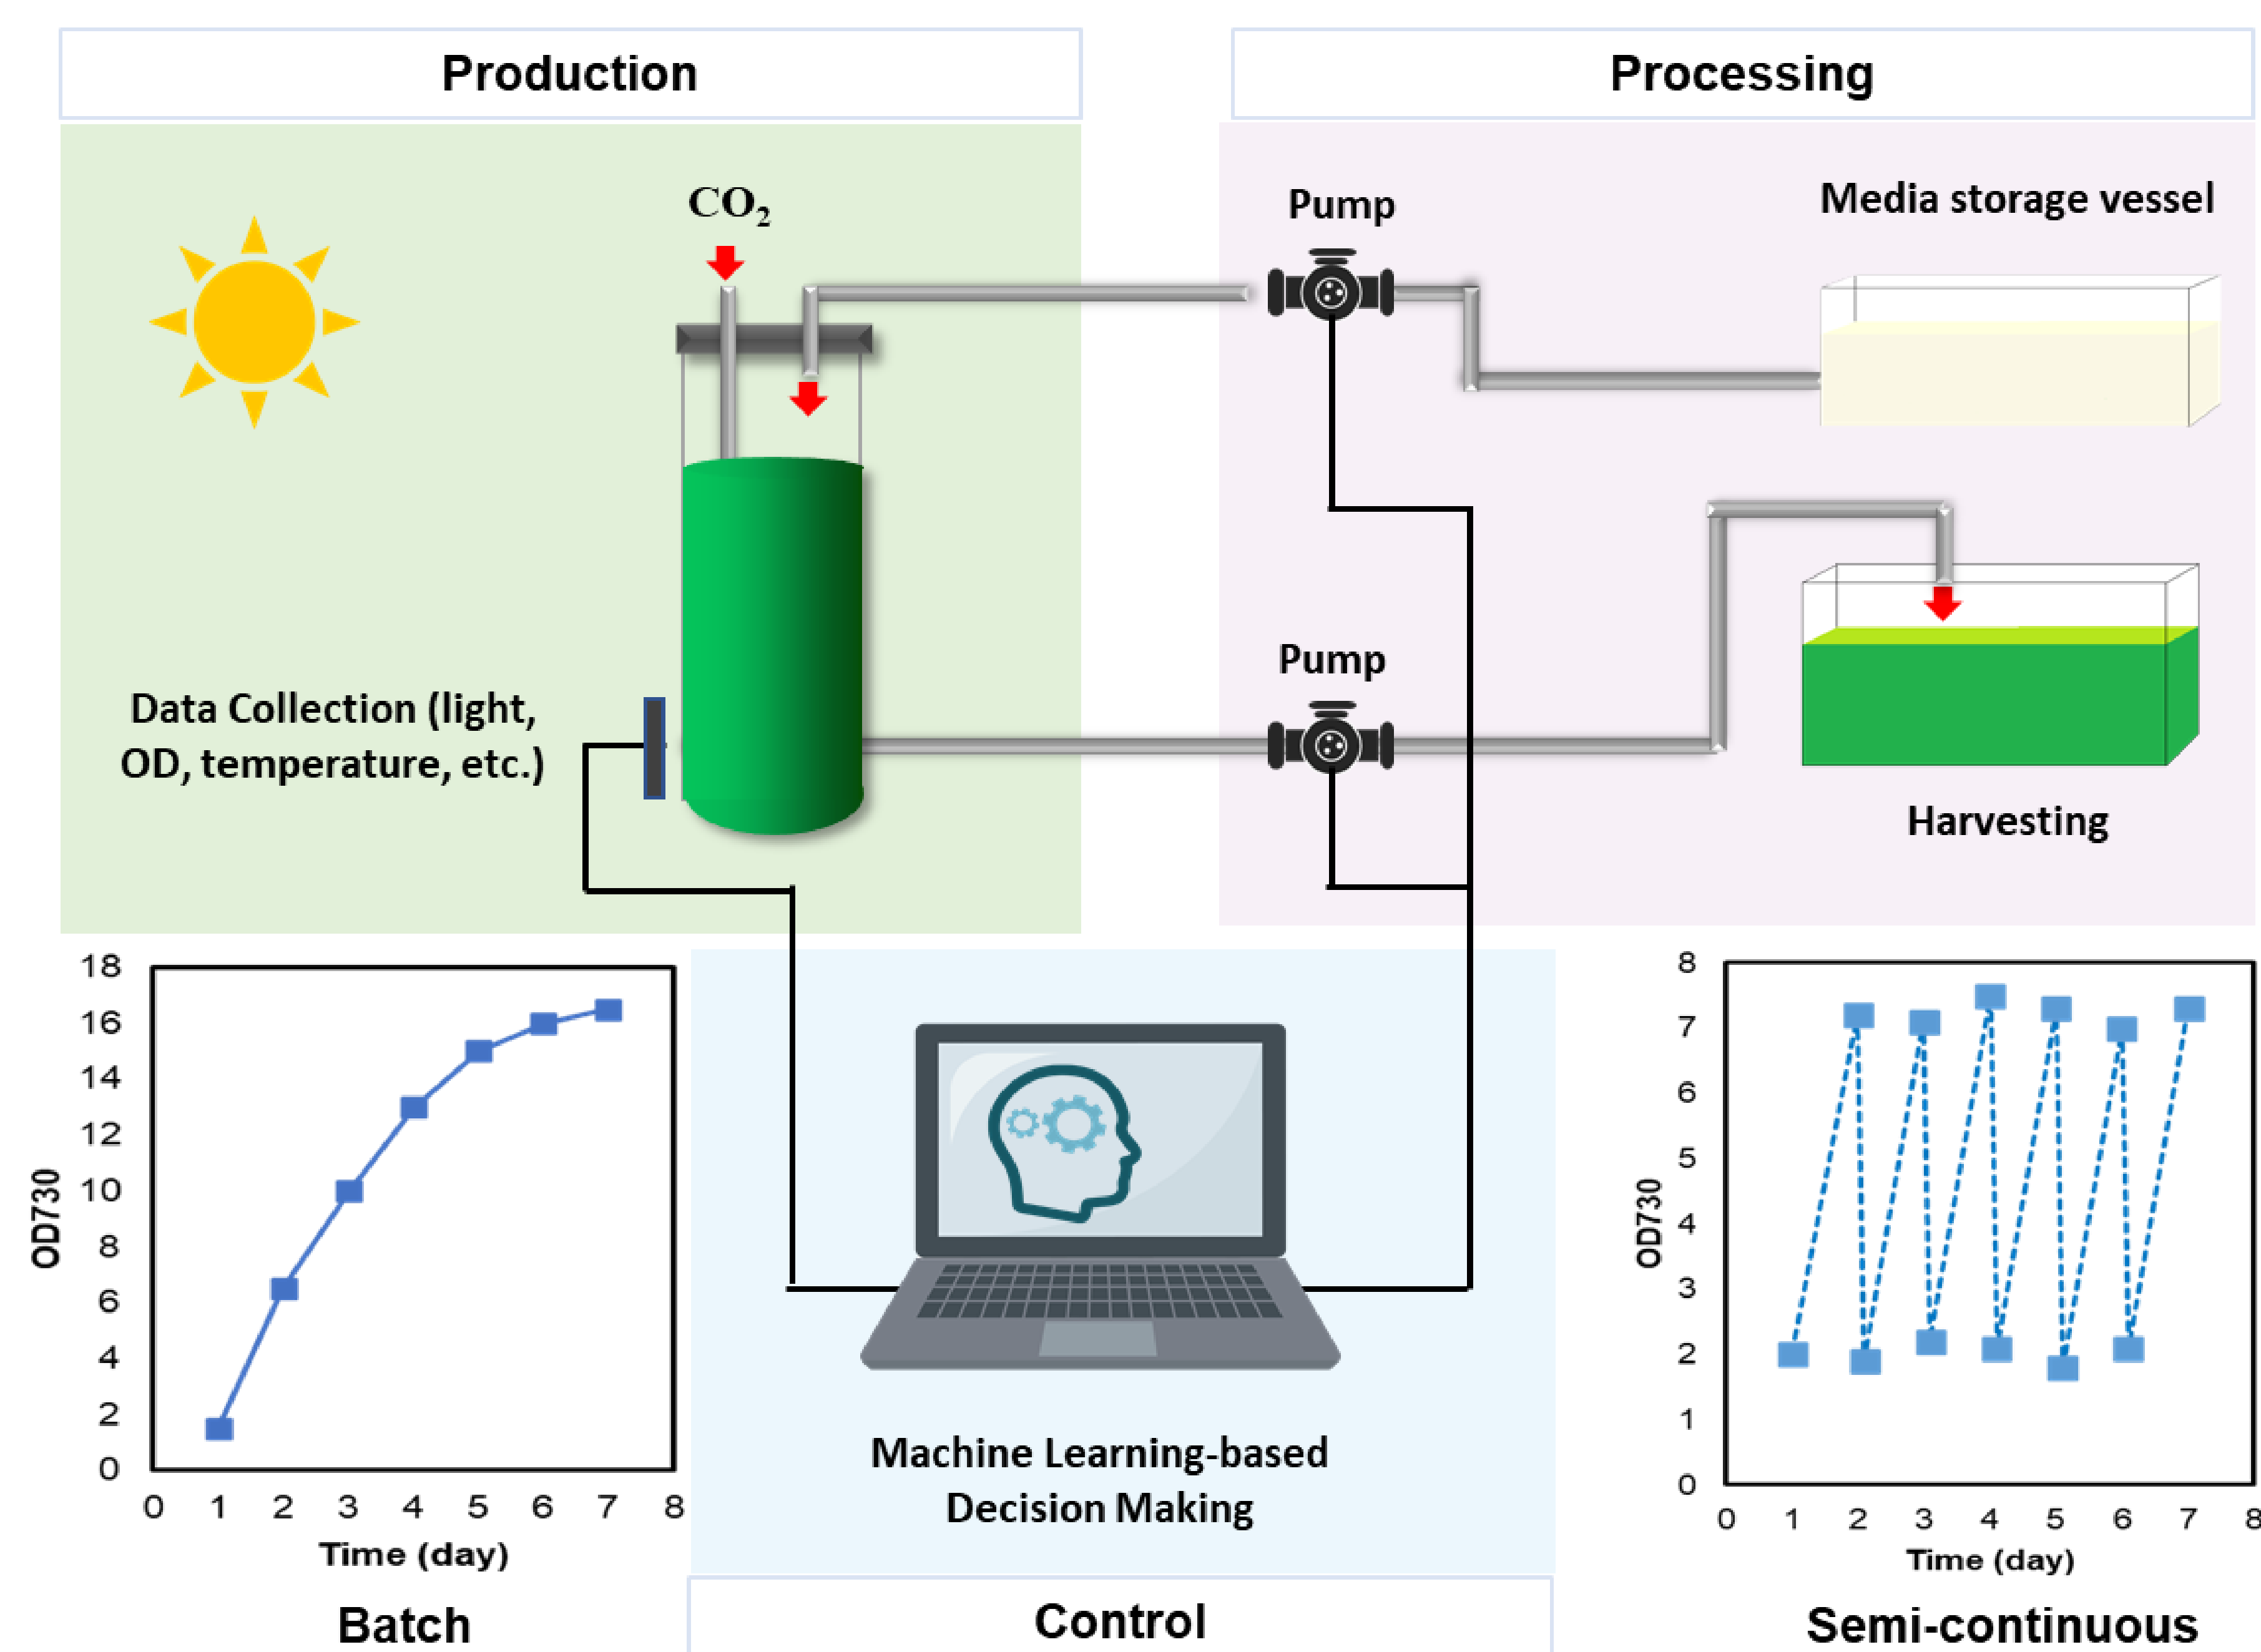 Production
Processing
CO₂
Pump
Media storage vessel
Pump
Data Collection (light,
OD, temperature, etc.)
Harvesting
18
16
14
12
10
8
6
4
2
0
OD730
0 1 2 3 4 5 6 7 8
Time (day)
Batch
Machine Learning-based
Decision Making
Control
8
7
6
5
4
3
2
1
0
OD730
0 1 2 3 4 5 6 7 8
Time (day)
Semi-continuous